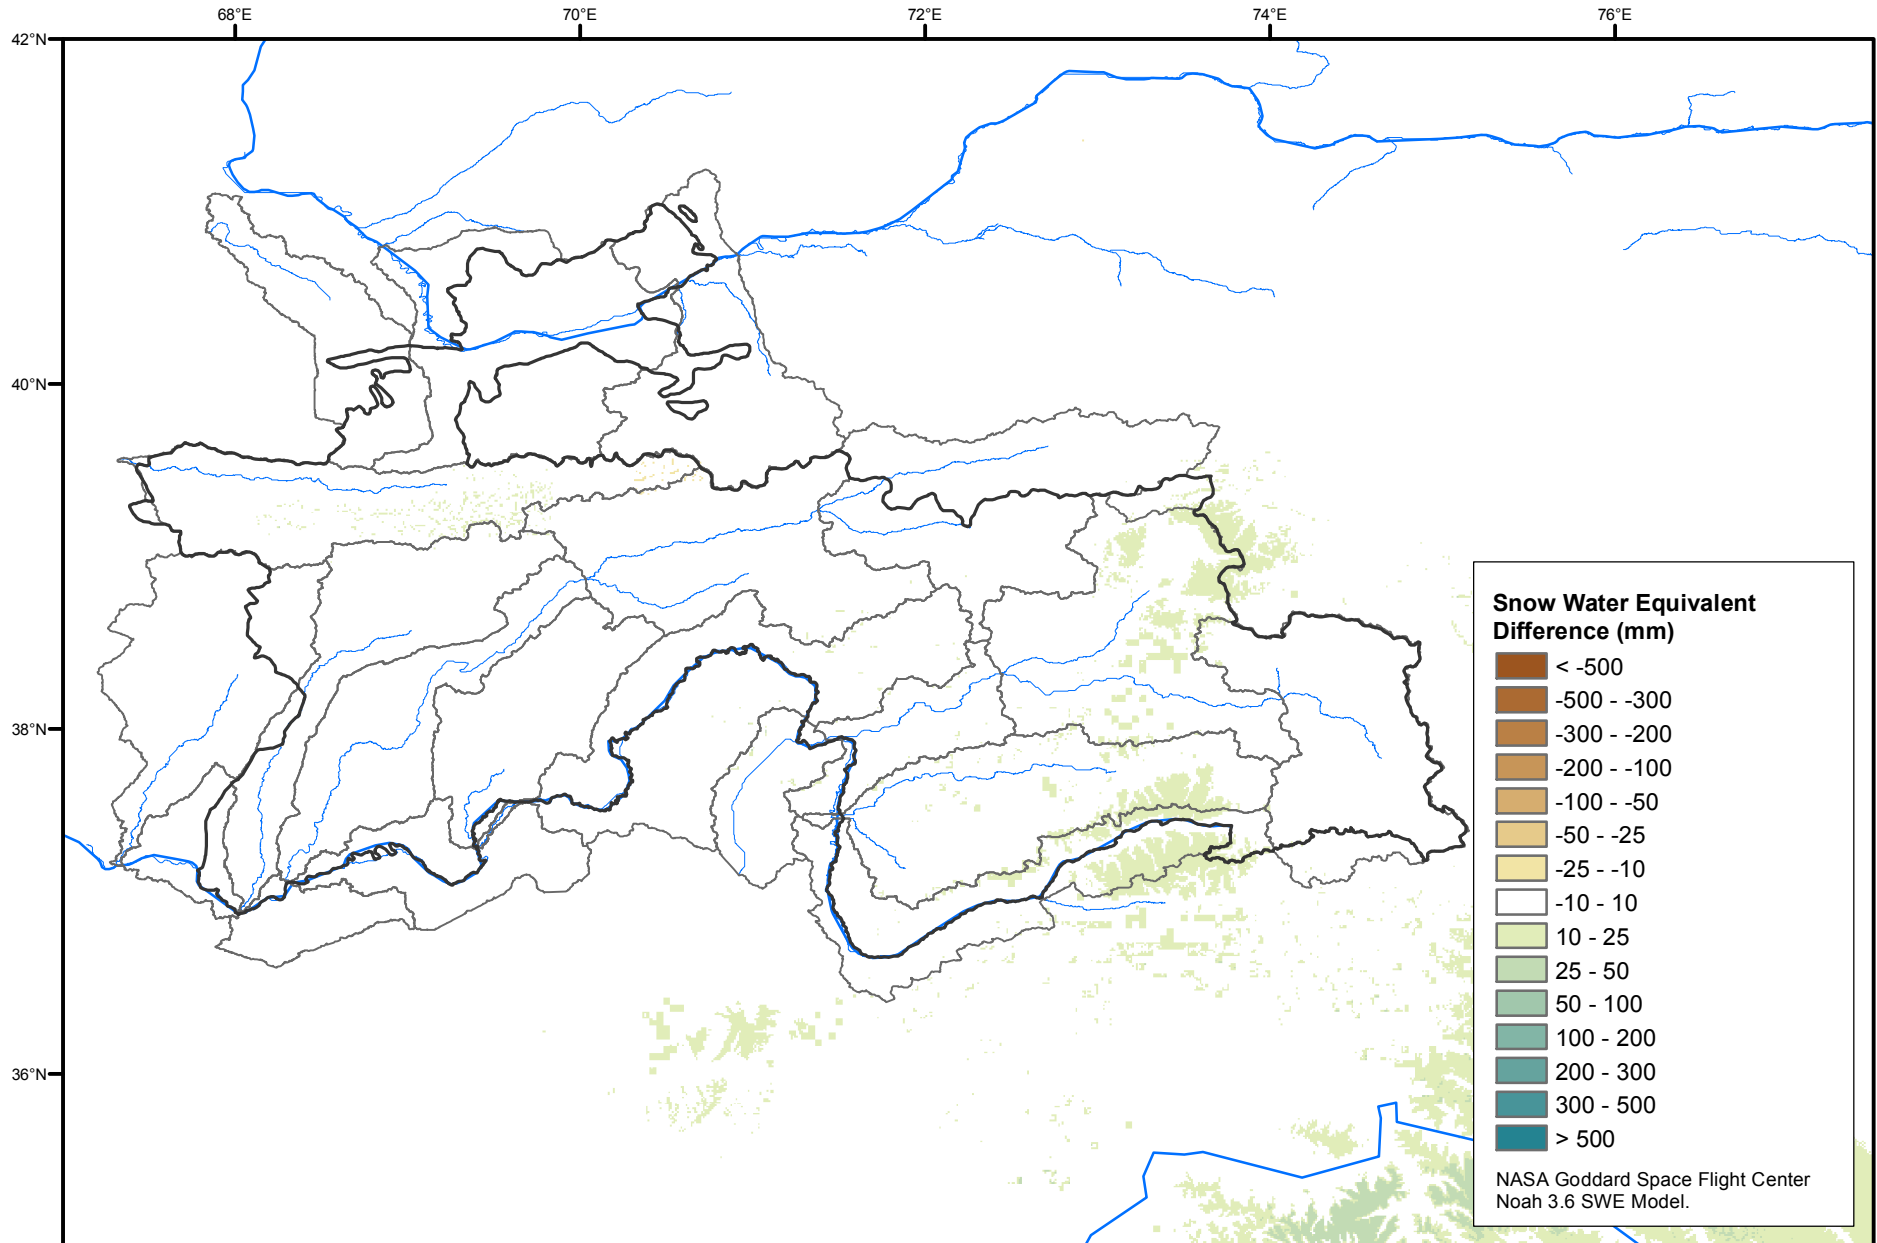 68°E
70°E
72°E
74°E
76°E
42°N
40°N
38°N
36°N
Snow Water Equivalent
Difference (mm)
< -500
-500 - -300
-300 - -200
-200 - -100
-100 - -50
-50 - -25
-25 - -10
-10 - 10
10 - 25
25 - 50
50 - 100
100 - 200
200 - 300
300 - 500
> 500
NASA Goddard Space Flight Center
Noah 3.6 SWE Model.